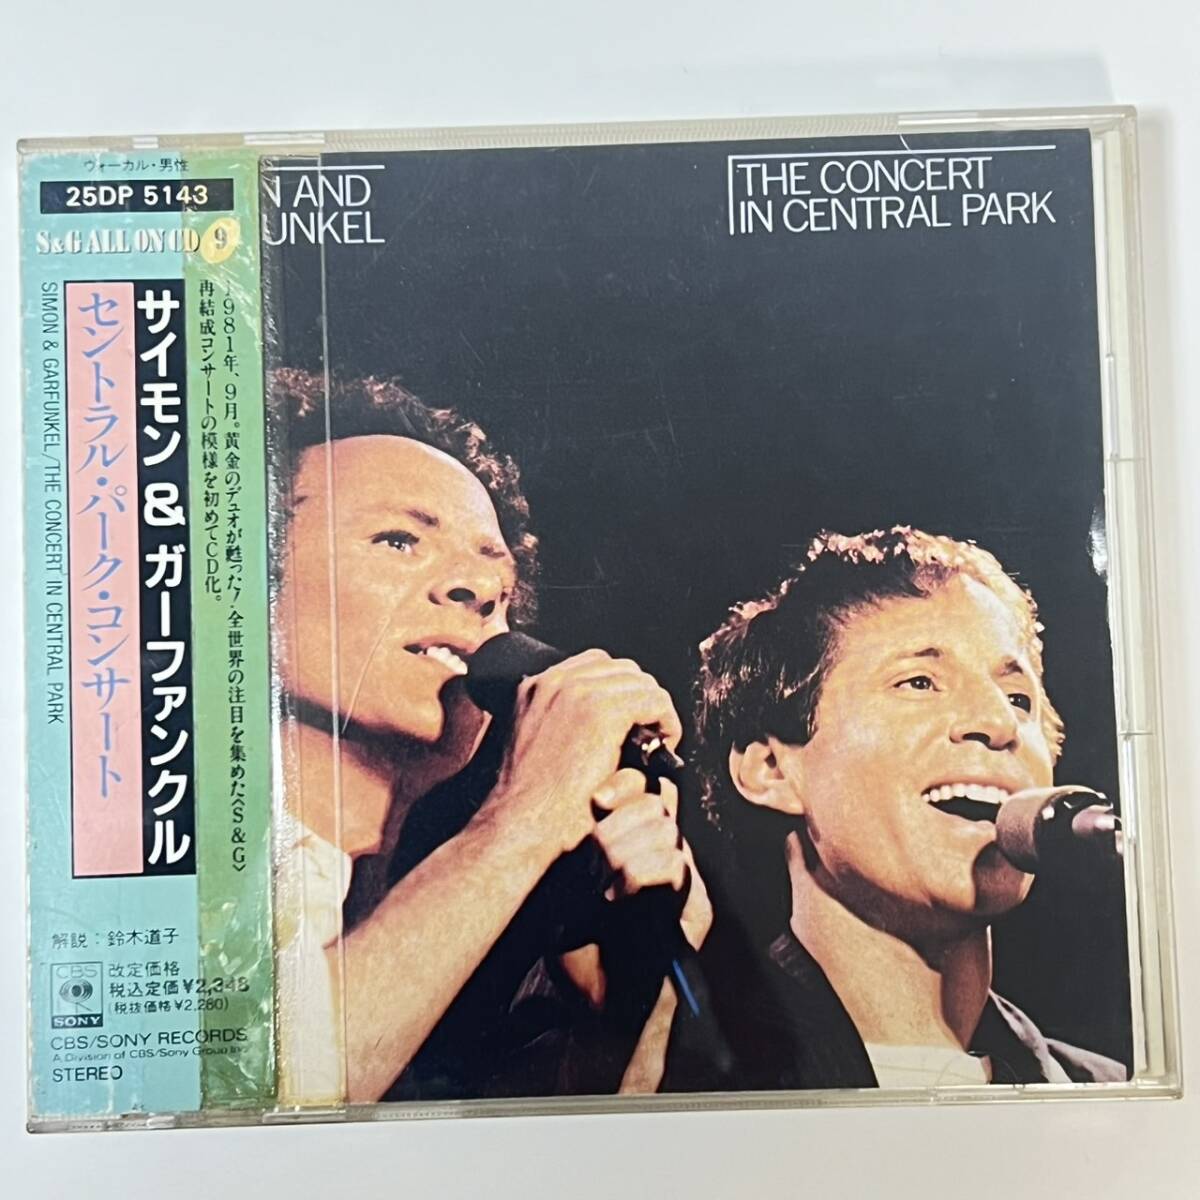 ヴォーカル・男性
25DP 5143
S&G ALL ON CD 9
サイモン & ガーファンクル
セントラル・パーク・コンサート
SIMON & GARFUNKEL/THE CONCERT IN CENTRAL PARK
1981年、9月。黄金のデュオが甦った!全世界の注目を集めた〈S&G〉
再結成コンサートの模様を初めてCD化。
解説:鈴木道子
CBS
SONY
改定価格
税込定価¥2,348
(税抜価格¥2,280)
CBS/SONY RECORDS
A Division of CBS/Sony Group Inc.
STEREO
N AND
UNKEL
THE CONCERT
IN CENTRAL PARK